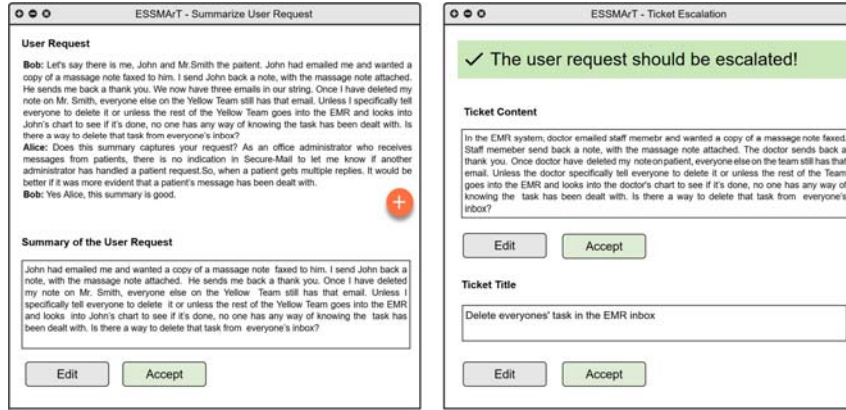 ESSMArT - Summarize User Request
User Request
Bob: Let's say there is me, John and Mr.Smith the paitent. John had emailed me and wanted a
copy of a massage note faxed to him. I send John back a note, with the massage note attached.
He sends me back a thank you. We now have three emails in our string. Once I have deleted my
note on Mr. Smith, everyone else on the Yellow Team still has that email. Unless I specifically tell
everyone to delete it or unless the rest of the Yellow Team goes into the EMR and looks into
John's chart to see if it's done, no one has any way of knowing the task has been dealt with. Is
there a way to delete that task from everyone's inbox?
Alice: Does this summary captures your request? As an office administrator who receives
messages from patients, there is no indication in Secure-Mail to let me know if another
administrator has handled a patient request.So, when a patient gets multiple replies. It would be
better if it was more evident that a patient's message has been dealt with.
Bob: Yes Alice, this summary is good.
+
Summary of the User Request
John had emailed me and wanted a copy of a massage note faxed to him. I send John back a
note, with the massage note attached. He sends me back a thank you. Once I have deleted
my note on Mr. Smith, everyone else on the Yellow Team still has that email. Unless I
specifically tell everyone to delete it or unless the rest of the Yellow Team goes into the EMR
and looks into John's chart to see if it's done, no one has any way of knowing the task has
been dealt with. Is there a way to delete that task from everyone's inbox?
Edit Accept
ESSMArT - Ticket Escalation
✓ The user request should be escalated!
Ticket Content
In the EMR system, doctor emailed staff memebr and wanted a copy of a massage note faxed.
Staff memeber send back a note, with the massage note attached. The doctor sends back a
thank you. Once doctor have deleted my note on patient, everyone else on the team still has that
email. Unless the doctor specifically tell everyone to delete it or unless the rest of the Team
goes into the EMR and looks into the doctor's chart to see if it's done, no one has any way of
knowing the task has been dealt with. Is there a way to delete that task from everyone's
inbox?
Edit Accept
Ticket Title
Delete everyones' task in the EMR inbox
Edit Accept